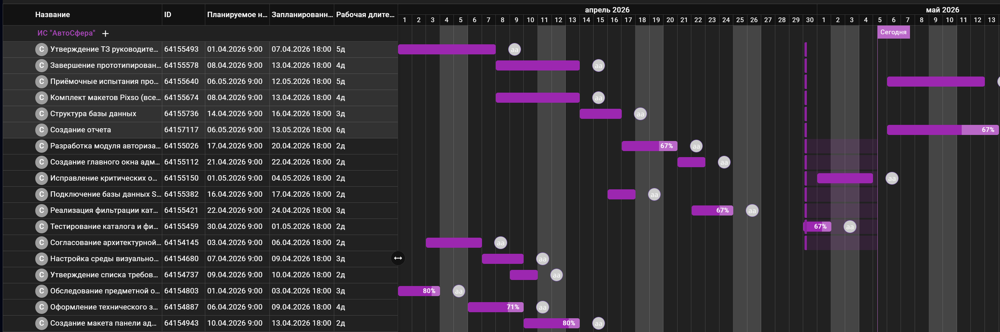 апрель 2026 май 2026
Название ID Планируемое н... Запланированн... Рабочая длите... 1 2 3 4 5 6 7 8 9 10 11 12 13 14 15 16 17 18 19 20 21 22 23 24 25 26 27 28 29 30 1 2 3 4 5 6 7 8 9 10 11 12 13
ИС "АвтоСфера" + Сегодня
С Утверждение ТЗ руководите... 64155493 01.04.2026 9:00 07.04.2026 18:00 5д aa
С Завершение прототипирован... 64155578 08.04.2026 9:00 13.04.2026 18:00 4д aa
С Приёмочные испытания про... 64155640 06.05.2026 9:00 12.05.2026 18:00 5д
С Комплект макетов Pixso (все... 64155674 08.04.2026 9:00 13.04.2026 18:00 4д aa
С Структура базы данных 64155736 14.04.2026 9:00 16.04.2026 18:00 3д aa
С Создание отчета 64157117 06.05.2026 9:00 13.05.2026 18:00 6д 67%
С Разработка модуля авториза... 64155026 17.04.2026 9:00 20.04.2026 18:00 2д 67% aa
С Создание главного окна адм... 64155112 21.04.2026 9:00 22.04.2026 18:00 2д aa
С Исправление критических о... 64155150 01.05.2026 9:00 04.05.2026 18:00 2д aa
С Подключение базы данных S... 64155382 16.04.2026 9:00 17.04.2026 18:00 2д aa
С Реализация фильтрации кат... 64155421 22.04.2026 9:00 24.04.2026 18:00 3д 67% aa
С Тестирование каталога и фи... 64155459 30.04.2026 9:00 01.05.2026 18:00 2д 67% aa
С Согласование архитектурной... 64154145 03.04.2026 9:00 06.04.2026 18:00 2д aa
С Настройка среды визуально... 64154680 07.04.2026 9:00 09.04.2026 18:00 3д aa
С Утверждение списка требов... 64154737 09.04.2026 9:00 10.04.2026 18:00 2д aa
С Обследование предметной о... 64154803 01.04.2026 9:00 03.04.2026 18:00 3д 80% aa
С Оформление технического з... 64154887 06.04.2026 9:00 09.04.2026 18:00 4д 71% aa
С Создание макета панели ад... 64154943 10.04.2026 9:00 13.04.2026 18:00 2д 80% aa